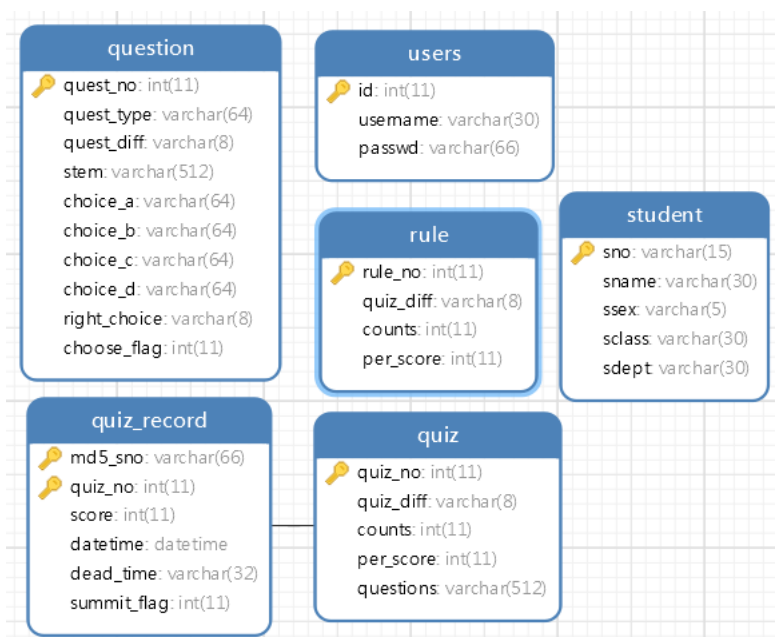 question
quest_no: int(11)
quest_type: varchar(64)
quest_diff: varchar(8)
stem: varchar(512)
choice_a: varchar(64)
choice_b: varchar(64)
choice_c: varchar(64)
choice_d: varchar(64)
right_choice: varchar(8)
choose_flag: int(11)
users
id: int(11)
username: varchar(30)
passwd: varchar(66)
rule
rule_no: int(11)
quiz_diff: varchar(8)
counts: int(11)
per_score: int(11)
student
sno: varchar(15)
sname: varchar(30)
ssex: varchar(5)
sclass: varchar(30)
sdept: varchar(30)
quiz_record
md5_sno: varchar(66)
quiz_no: int(11)
score: int(11)
datetime: datetime
dead_time: varchar(32)
summit_flag: int(11)
quiz
quiz_no: int(11)
quiz_diff: varchar(8)
counts: int(11)
per_score: int(11)
questions: varchar(512)